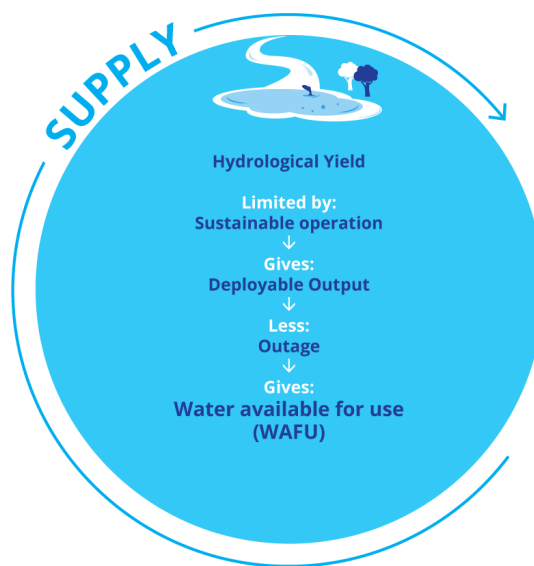 SUPPLY
Hydrological Yield
Limited by:
Sustainable operation
Gives:
Deployable Output
Less:
Outage
Gives:
Water available for use
(WAFU)